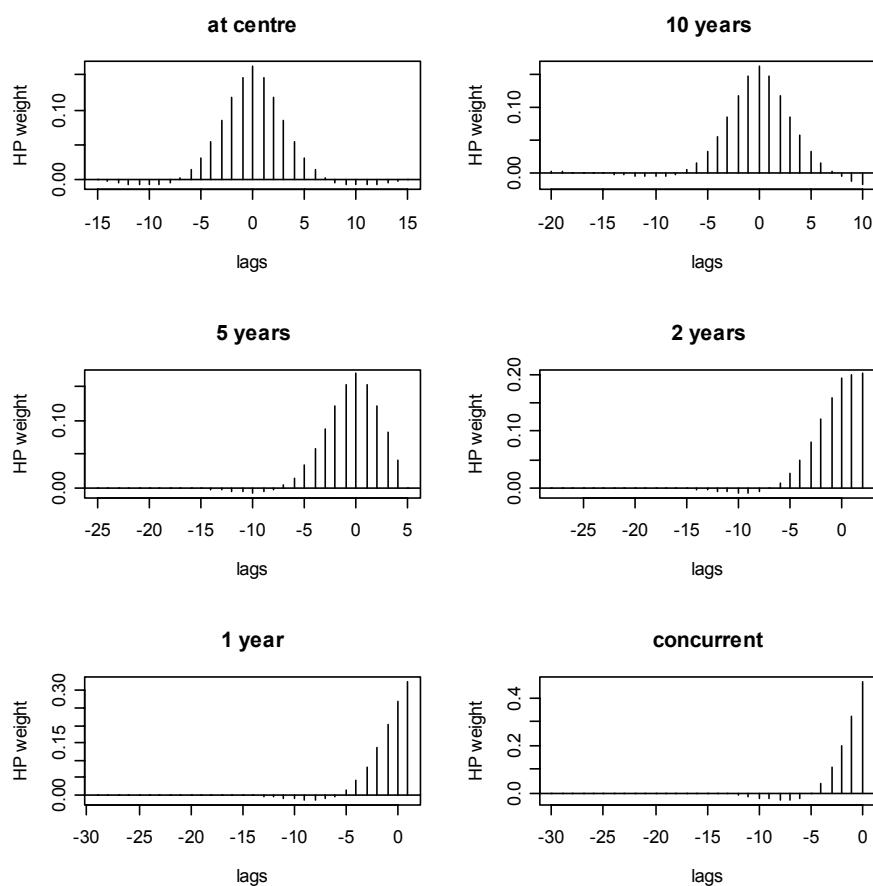 at centre
HP weight
0.00
0.10
-15 -10 -5 0 5 10 15
lags
10 years
HP weight
0.00
0.10
-20 -15 -10 -5 0 5 10
lags
5 years
HP weight
0.00
0.10
-25 -20 -15 -10 -5 0 5
lags
2 years
HP weight
0.00
0.10
0.20
-25 -20 -15 -10 -5 0
lags
1 year
HP weight
0.00
0.15
0.30
-30 -25 -20 -15 -10 -5 0
lags
concurrent
HP weight
0.0
0.2
0.4
-30 -25 -20 -15 -10 -5 0
lags